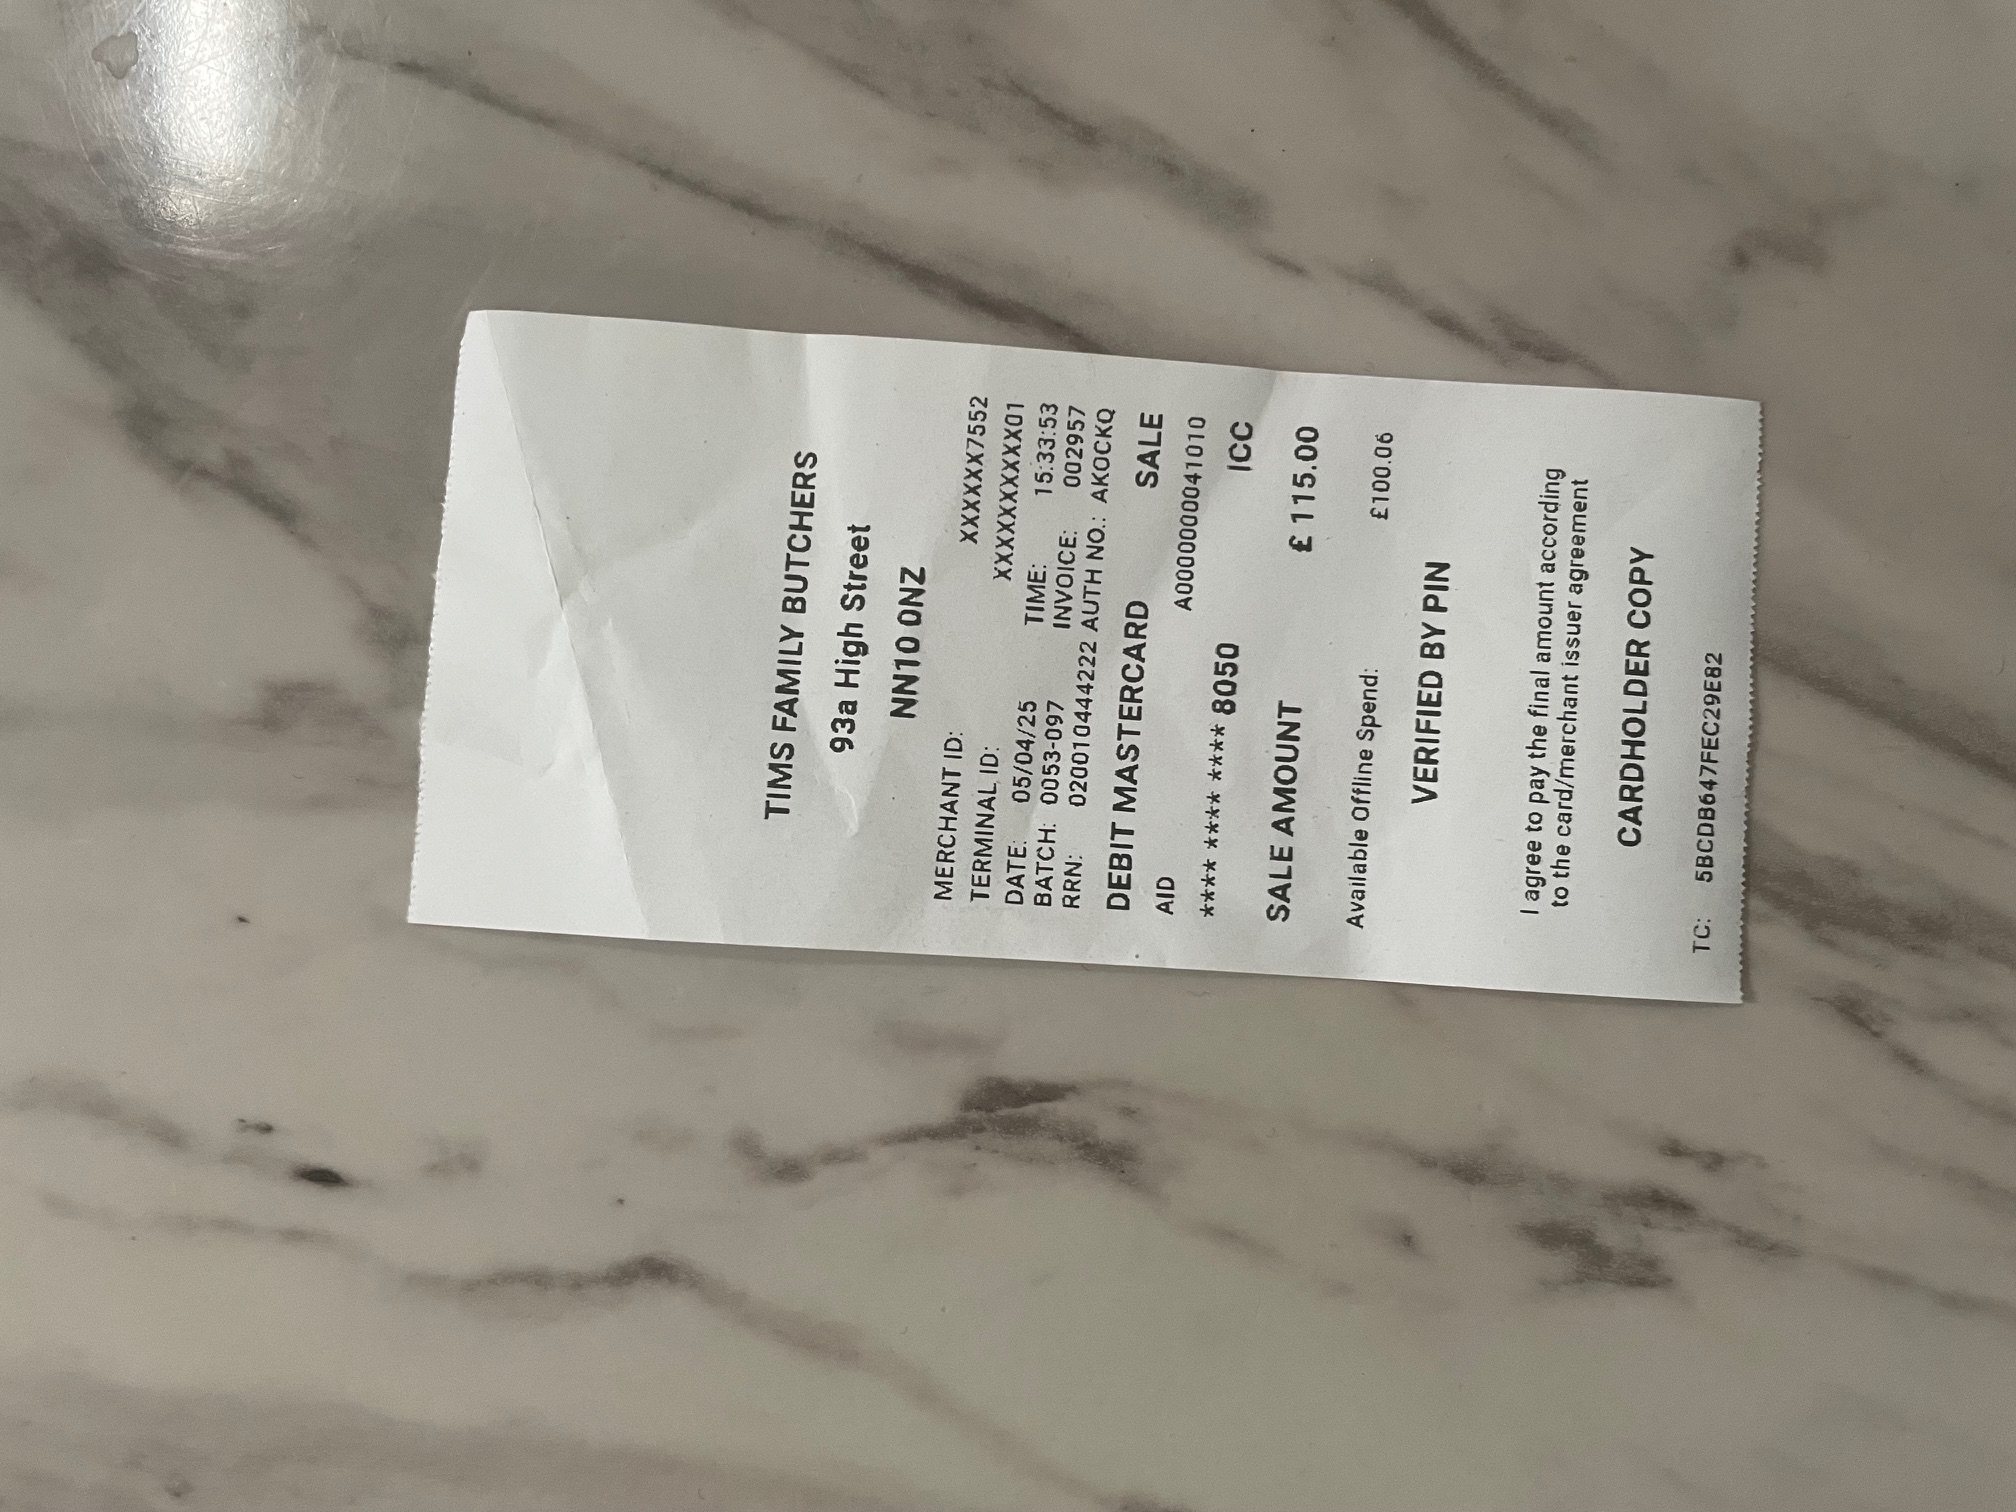 TIMS FAMILY BUTCHERS
93a High Street
NN10 0NZ
MERCHANT ID: XXXXXX7552
TERMINAL ID: XXXXXXXXXX01
DATE: 05/04/25 TIME: 15:33:53
BATCH: 0053-097 INVOICE: 002957
RRN: 020010444222 AUTH NO.: AKOCKQ
DEBIT MASTERCARD SALE
AID A0000000041010
**** **** **** 8050 ICC
SALE AMOUNT £ 115.00
Available Offline Spend: £100.06
VERIFIED BY PIN
I agree to pay the final amount according
to the card/merchant issuer agreement
CARDHOLDER COPY
TC: 5BCDB647FEC29E82